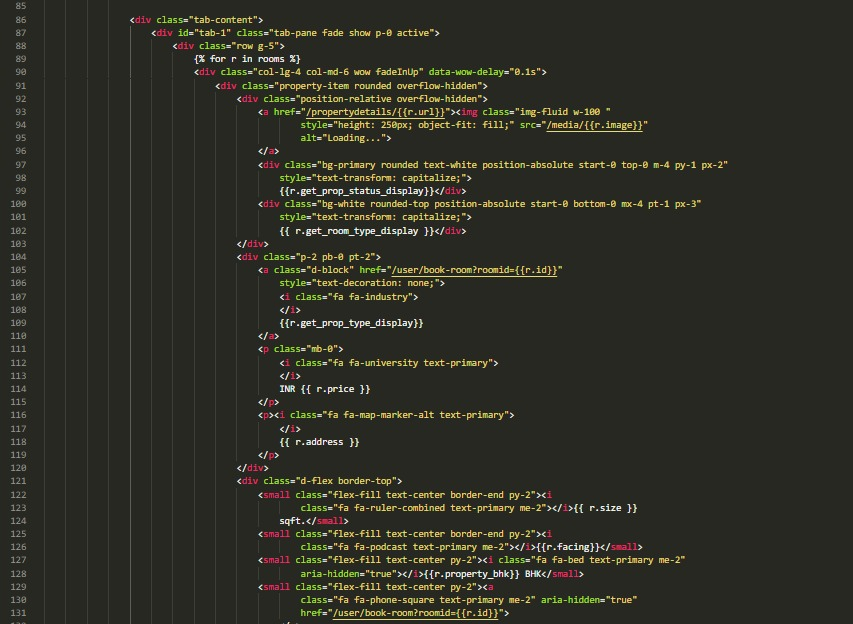 85
86 <div class="tab-content">
87 <div id="tab-1" class="tab-pane fade show p-0 active">
88 <div class="row g-5">
89 {% for r in rooms %}
90 <div class="col-lg-4 col-md-6 wow fadeInUp" data-wow-delay="0.1s">
91 <div class="property-item rounded overflow-hidden">
92 <div class="position-relative overflow-hidden">
93 <a href="/propertydetails/{{r.url}}"><img class="img-fluid w-100 "
94 style="height: 250px; object-fit: fill;" src="/media/{{r.image}}"
95 alt="Loading...">
96 </a>
97 <div class="bg-primary rounded text-white position-absolute start-0 top-0 m-4 py-1 px-2"
98 style="text-transform: capitalize;">
99 {{r.get_prop_status_display}}</div>
100 <div class="bg-white rounded-top position-absolute start-0 bottom-0 mx-4 pt-1 px-3"
101 style="text-transform: capitalize;">
102 {{ r.get_room_type_display }}</div>
103 </div>
104 <div class="p-2 pb-0 pt-2">
105 <a class="d-block" href="/user/book-room?roomid={{r.id}}"
106 style="text-decoration: none;">
107 <i class="fa fa-industry">
108 </i>
109 {{r.get_prop_type_display}}
110 </a>
111 <p class="mb-0">
112 <i class="fa fa-university text-primary">
113 </i>
114 INR {{ r.price }}
115 </p>
116 <p><i class="fa fa-map-marker-alt text-primary">
117 </i>
118 {{ r.address }}
119 </p>
120 </div>
121 <div class="d-flex border-top">
122 <small class="flex-fill text-center border-end py-2"><i
123 class="fa fa-ruler-combined text-primary me-2"></i>{{ r.size }}
124 sqft.</small>
125 <small class="flex-fill text-center border-end py-2"><i
126 class="fa fa-podcast text-primary me-2"></i>{{r.facing}}</small>
127 <small class="flex-fill text-center py-2"><i class="fa fa-bed text-primary me-2"
128 aria-hidden="true"></i>{{r.property_bhk}} BHK</small>
129 <small class="flex-fill text-center py-2"><a
130 class="fa fa-phone-square text-primary me-2" aria-hidden="true"
131 href="/user/book-room?roomid={{r.id}}">